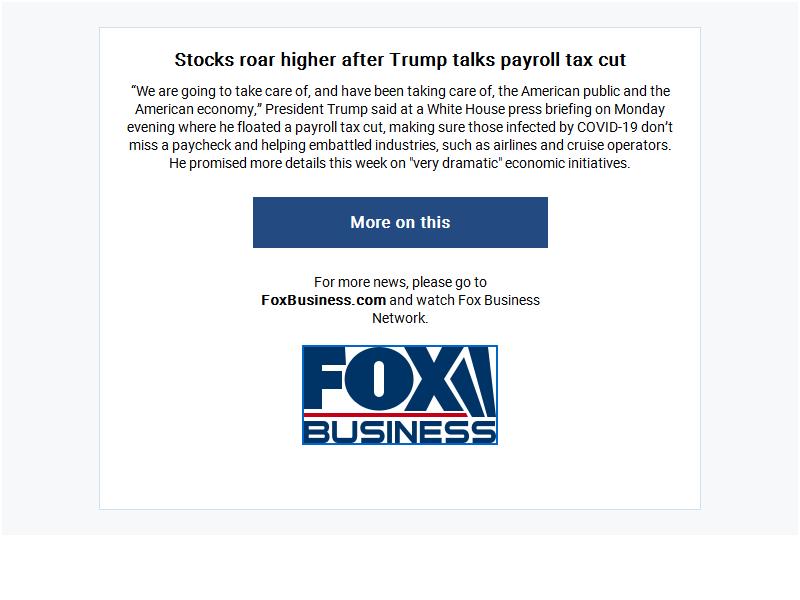 Stocks roar higher after Trump talks payroll tax cut
“We are going to take care of, and have been taking care of, the American public and the
American economy,” President Trump said at a White House press briefing on Monday
evening where he floated a payroll tax cut, making sure those infected by COVID-19 don’t
miss a paycheck and helping embattled industries, such as airlines and cruise operators.
He promised more details this week on "very dramatic" economic initiatives.
More on this
For more news, please go to
FoxBusiness.com and watch Fox Business
Network.
FOX
BUSINESS